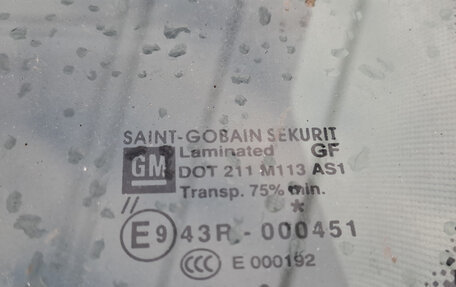 SAINT-GOBAIN SEKURIT
GM Laminated GF
DOT 211 M113 AS1
Transp. 75% min.
// *
E9 43R - 000451
CCC E 000192